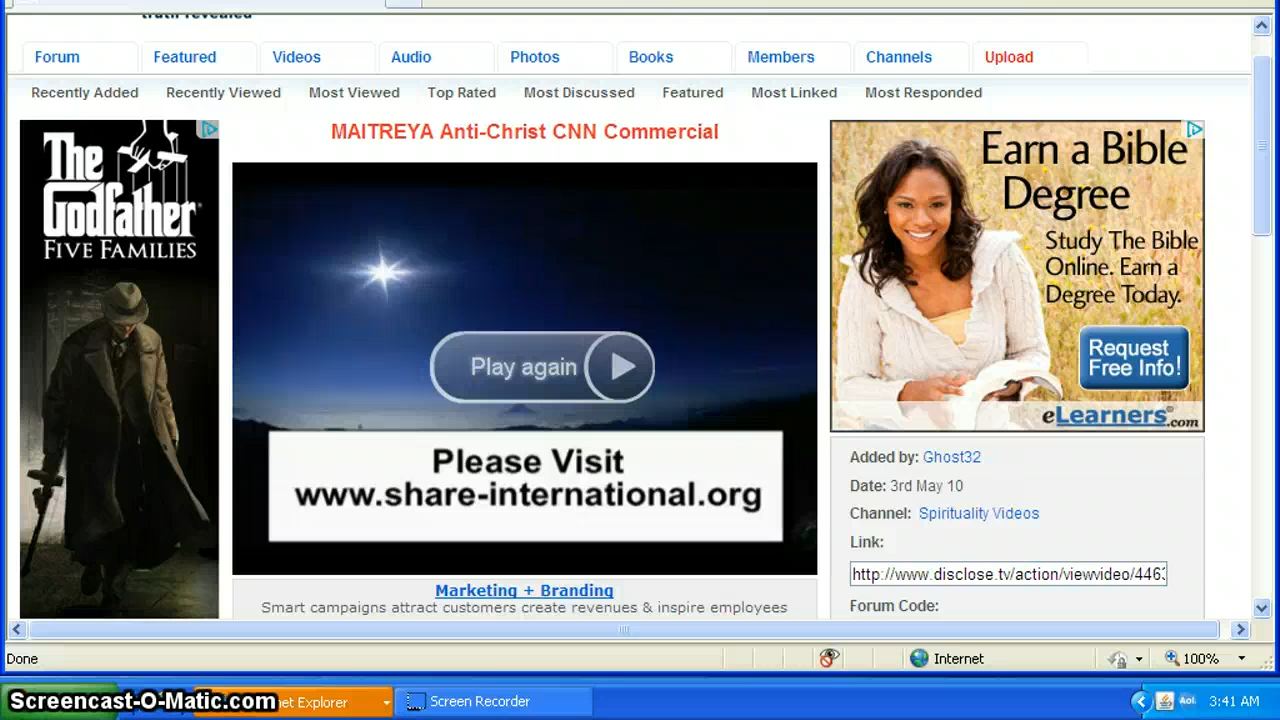 truth revealed
Forum Featured Videos Audio Photos Books Members Channels Upload
Recently Added Recently Viewed Most Viewed Top Rated Most Discussed Featured Most Linked Most Responded
MAITREYA Anti-Christ CNN Commercial
The
Godfather
FIVE FAMILIES
Play again
Please Visit
www.share-international.org
Marketing + Branding
Smart campaigns attract customers create revenues & inspire employees
Earn a Bible
Degree
Study The Bible
Online. Earn a
Degree Today.
Request
Free Info!
eLearners.com
Added by: Ghost32
Date: 3rd May 10
Channel: Spirituality Videos
Link:
http://www.disclose.tv/action/viewvideo/446
Forum Code:
Done
Internet
100%
Screencast-O-Matic.com
net Explorer
Screen Recorder
AOL
3:41 AM